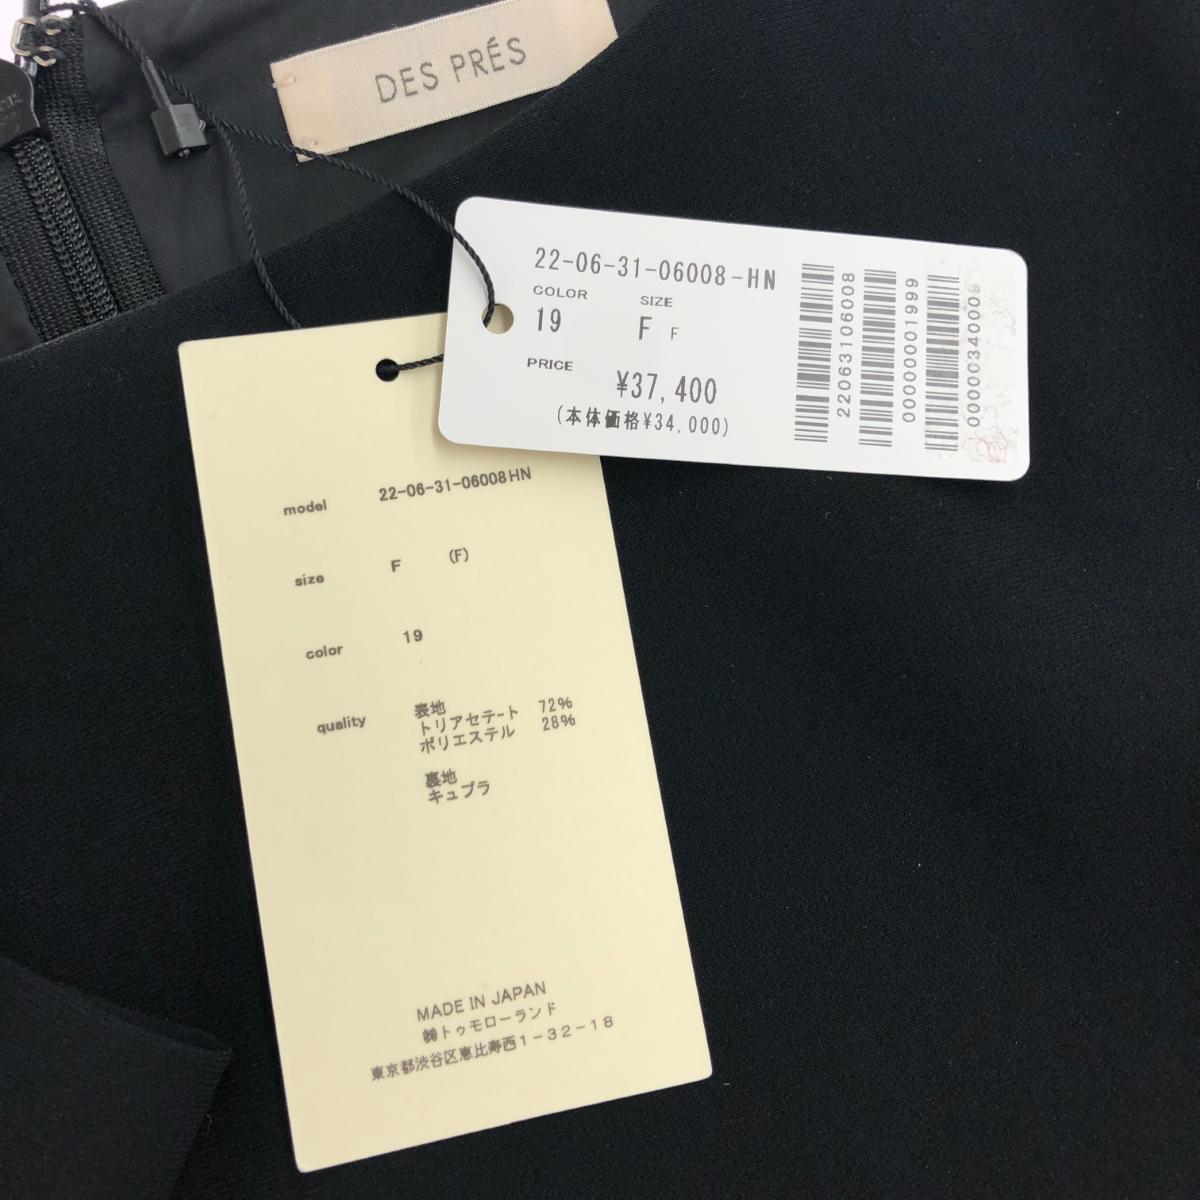 DES PRÉS
22-06-31-06008-HN
COLOR SIZE
19 F F
PRICE
¥37,400
(本体価格¥34,000)
22063106008
0000000001999
00000340009
model 22-06-31-06008HN
size F (F)
color 19
quality 表地
トリアセテート 72%
ポリエステル 28%
裏地
キュプラ
MADE IN JAPAN
㈱トゥモローランド
東京都渋谷区恵比寿西1-32-18